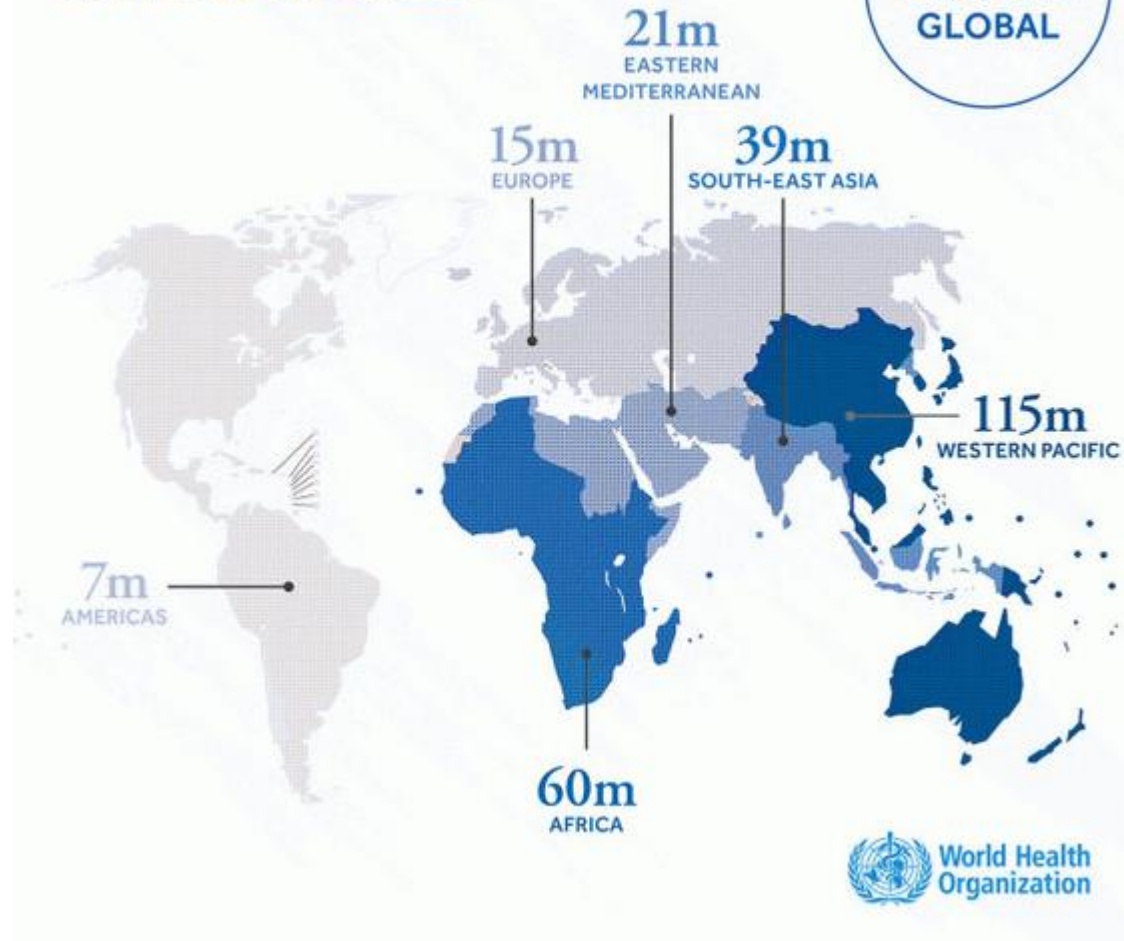 GLOBAL
21m
EASTERN
MEDITERRANEAN
15m
EUROPE
39m
SOUTH-EAST ASIA
115m
WESTERN PACIFIC
7m
AMERICAS
60m
AFRICA
World Health
Organization